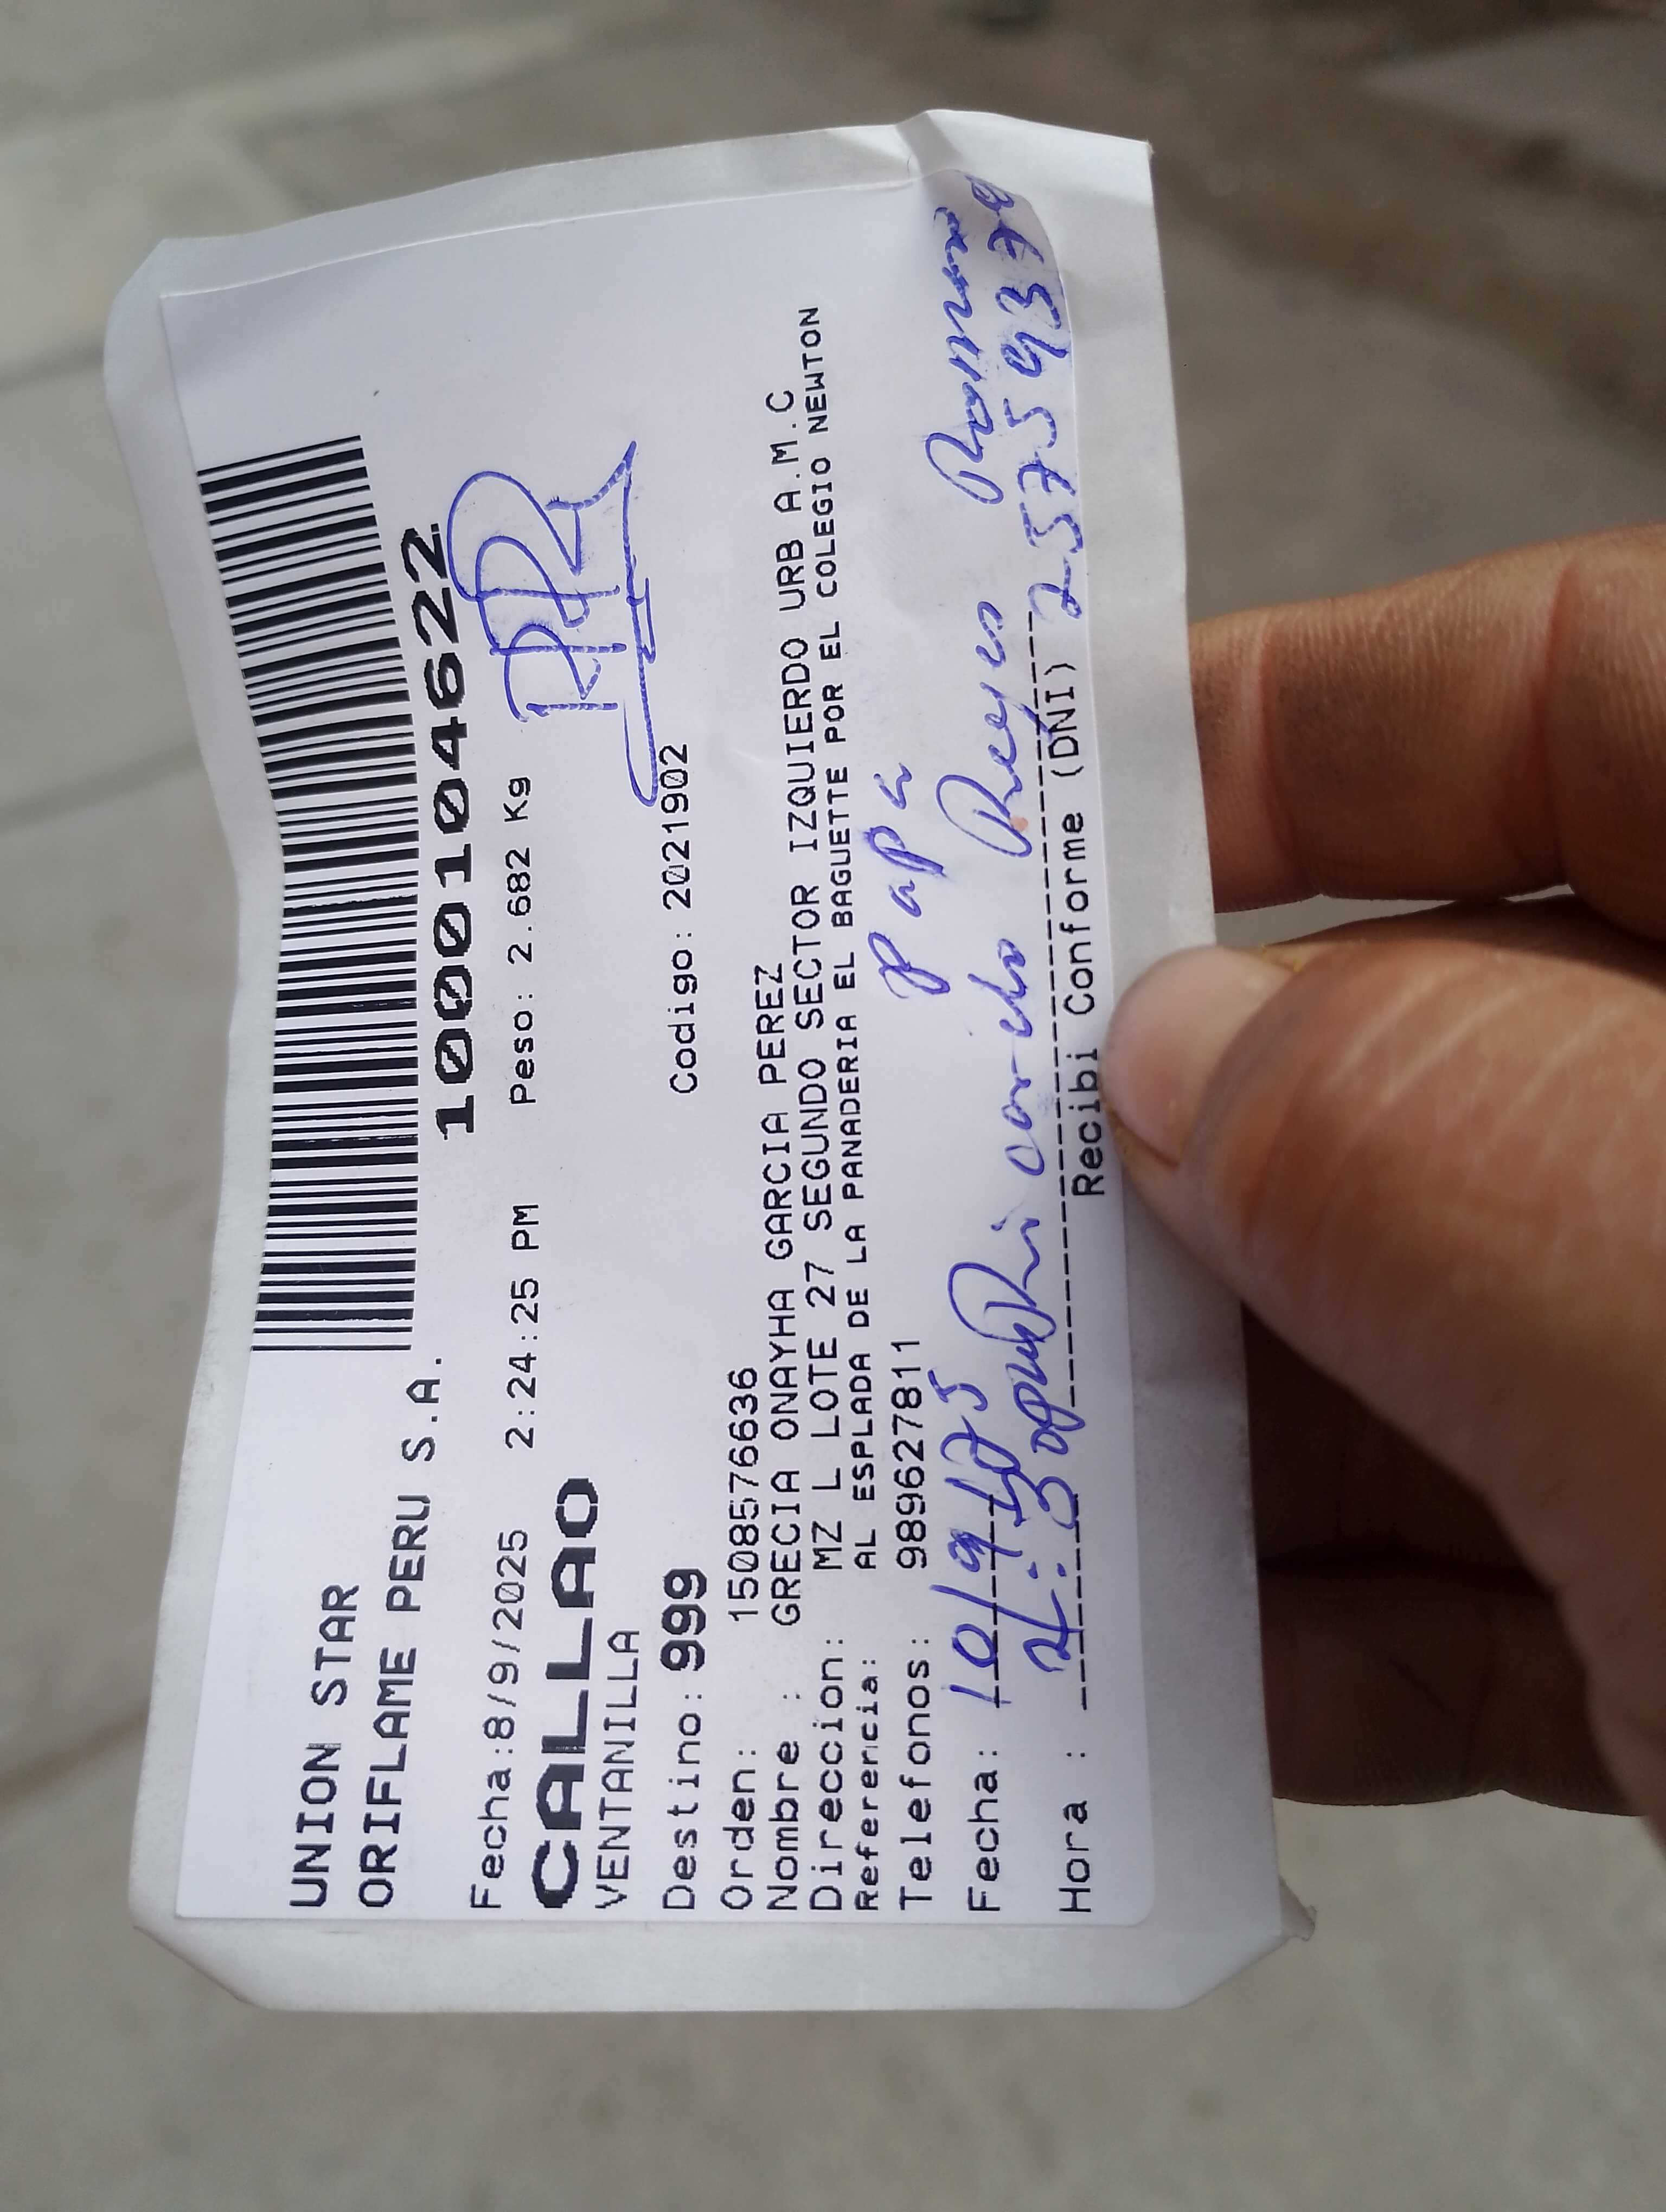 UNION STAR
ORIFLAME PERU S.A.
1000104622
Fecha:8/9/2025 2:24:25 PM Peso: 2.682 Kg
CALLAO
VENTANILLA
Destino: 999 Codigo: 2021902
Orden: 1508576636
Nombre : GRECIA ONAYHA GARCIA PEREZ
Direccion: MZ L LOTE 27 SEGUNDO SECTOR IZQUIERDO URB A.M.C
Referencia: AL ESPLADA DE LA PANADERIA EL BAGUETTE POR EL COLEGIO NEWTON
Telefonos: 989627811
Papá
Fecha: 10/9/25 Ricardo Reyes
Hora : 2575937
Recibi Conforme (DNI)